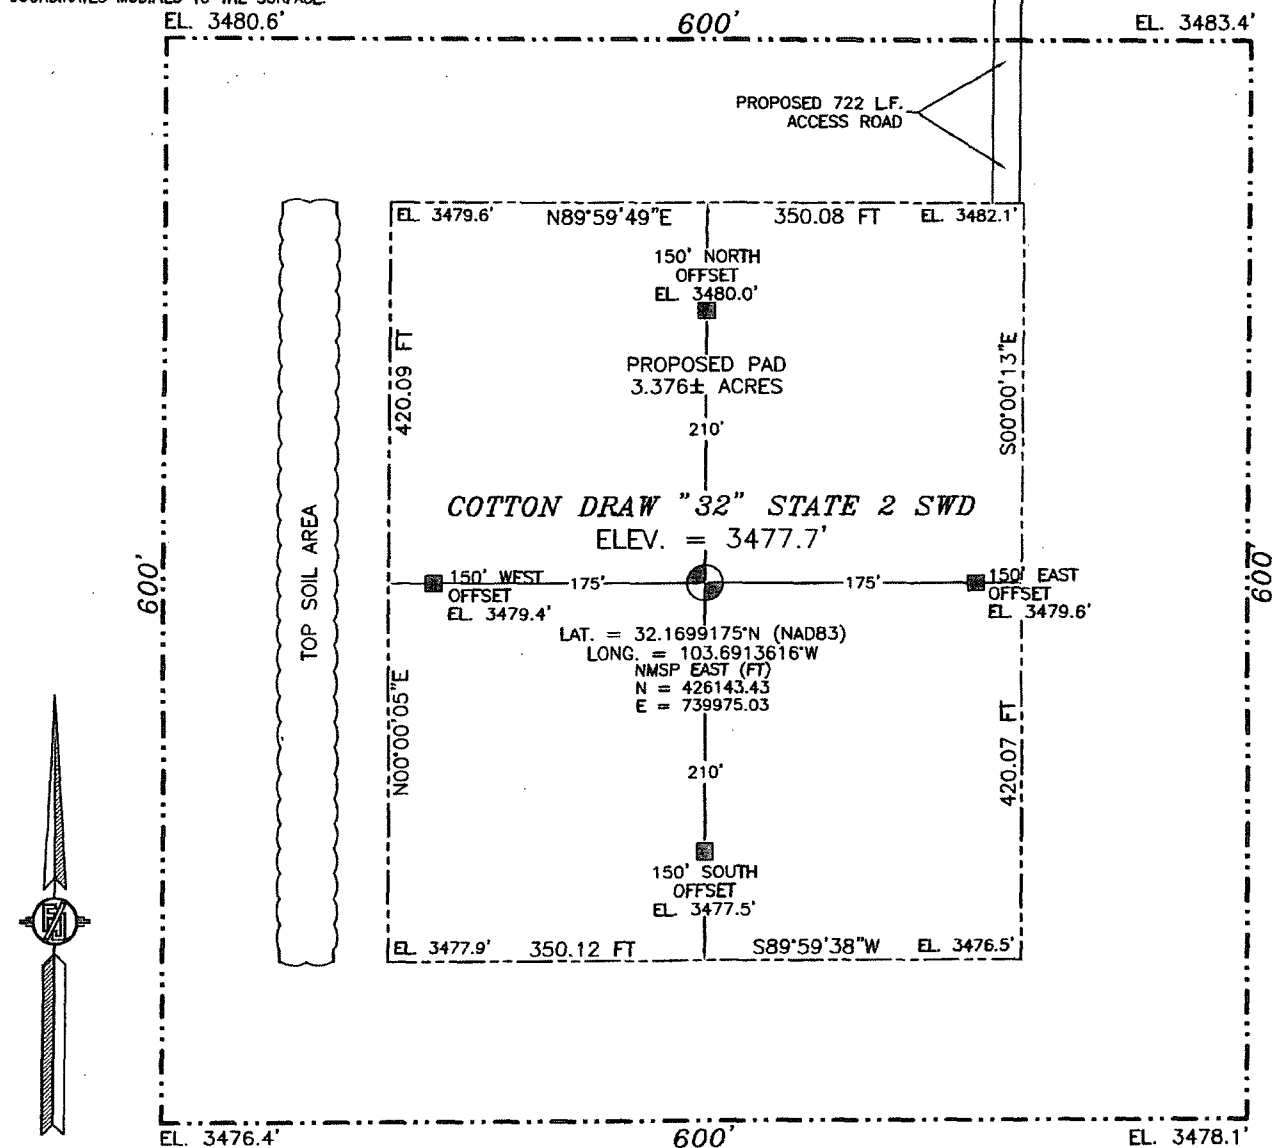 COORDINATES MODIFIED TO THE SURFACE.
EL. 3480.6'
600'
EL. 3483.4'
PROPOSED 722 L.F.
ACCESS ROAD
EL. 3479.6'
N89°59'49"E
350.08 FT
EL. 3482.1'
150' NORTH
OFFSET
EL. 3480.0'
420.09 FT
S00°00'13"E
PROPOSED PAD
3.376± ACRES
210'
COTTON DRAW "32" STATE 2 SWD
ELEV. = 3477.7'
600'
TOP SOIL AREA
150' WEST
OFFSET
EL. 3479.4'
175'
175'
150' EAST
OFFSET
EL. 3479.6'
600'
LAT. = 32.1699175°N (NAD83)
LONG. = 103.6913616°W
NMSP EAST (FT)
N = 426143.43
E = 739975.03
N00°00'05"E
420.07 FT
210'
150' SOUTH
OFFSET
EL. 3477.5'
EL. 3477.9'
350.12 FT
S89°59'38"W
EL. 3476.5'
EL. 3476.4'
600'
EL. 3478.1'